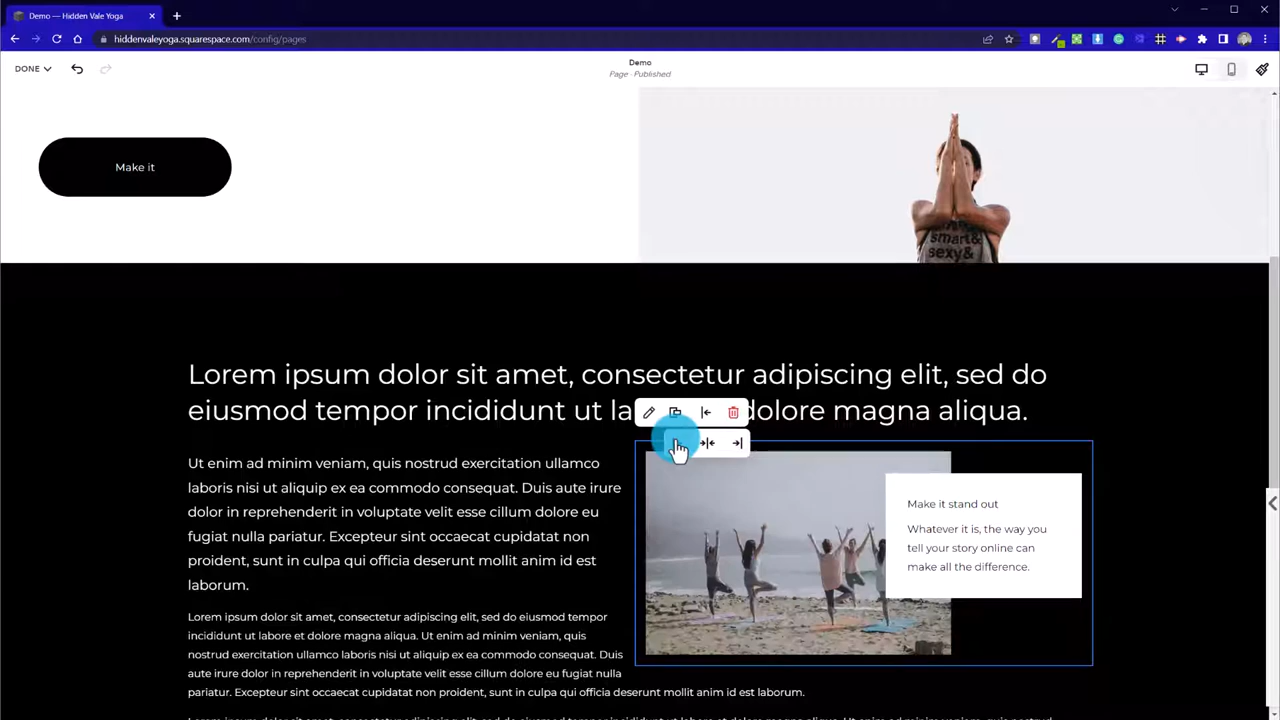 Demo — Hidden Vale Yoga
hiddenvaleyoga.squarespace.com/config/pages
DONE
Demo
Page · Published
Make it
smart&
sexy&
Lorem ipsum dolor sit amet, consectetur adipiscing elit, sed do
eiusmod tempor incididunt ut la dolore magna aliqua.
Ut enim ad minim veniam, quis nostrud exercitation ullamco
laboris nisi ut aliquip ex ea commodo consequat. Duis aute irure
dolor in reprehenderit in voluptate velit esse cillum dolore eu
fugiat nulla pariatur. Excepteur sint occaecat cupidatat non
proident, sunt in culpa qui officia deserunt mollit anim id est
laborum.
Make it stand out
Whatever it is, the way you
tell your story online can
make all the difference.
Lorem ipsum dolor sit amet, consectetur adipiscing elit, sed do eiusmod tempor
incididunt ut labore et dolore magna aliqua. Ut enim ad minim veniam, quis
nostrud exercitation ullamco laboris nisi ut aliquip ex ea commodo consequat. Duis
aute irure dolor in reprehenderit in voluptate velit esse cillum dolore eu fugiat nulla
pariatur. Excepteur sint occaecat cupidatat non proident, sunt in culpa qui officia deserunt mollit anim id est laborum.